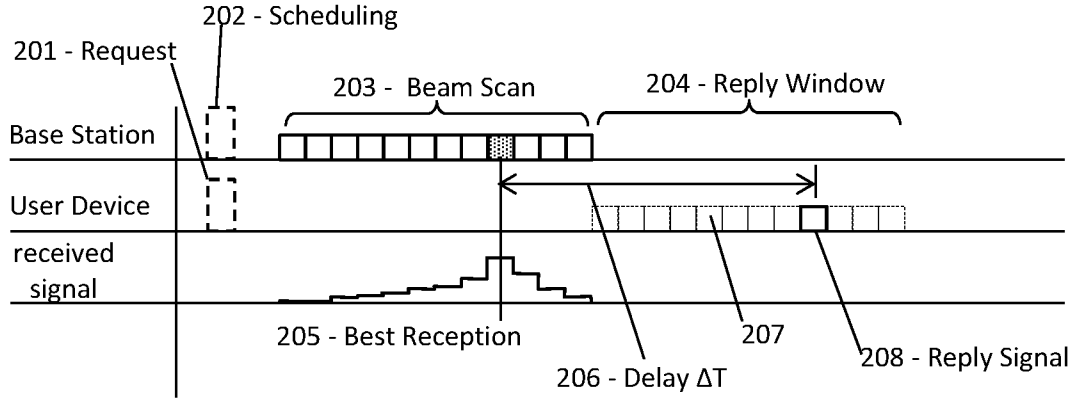 202 - Scheduling
201 - Request
203 - Beam Scan
204 - Reply Window
Base Station
User Device
received
signal
205 - Best Reception
207
208 - Reply Signal
206 - Delay ΔT